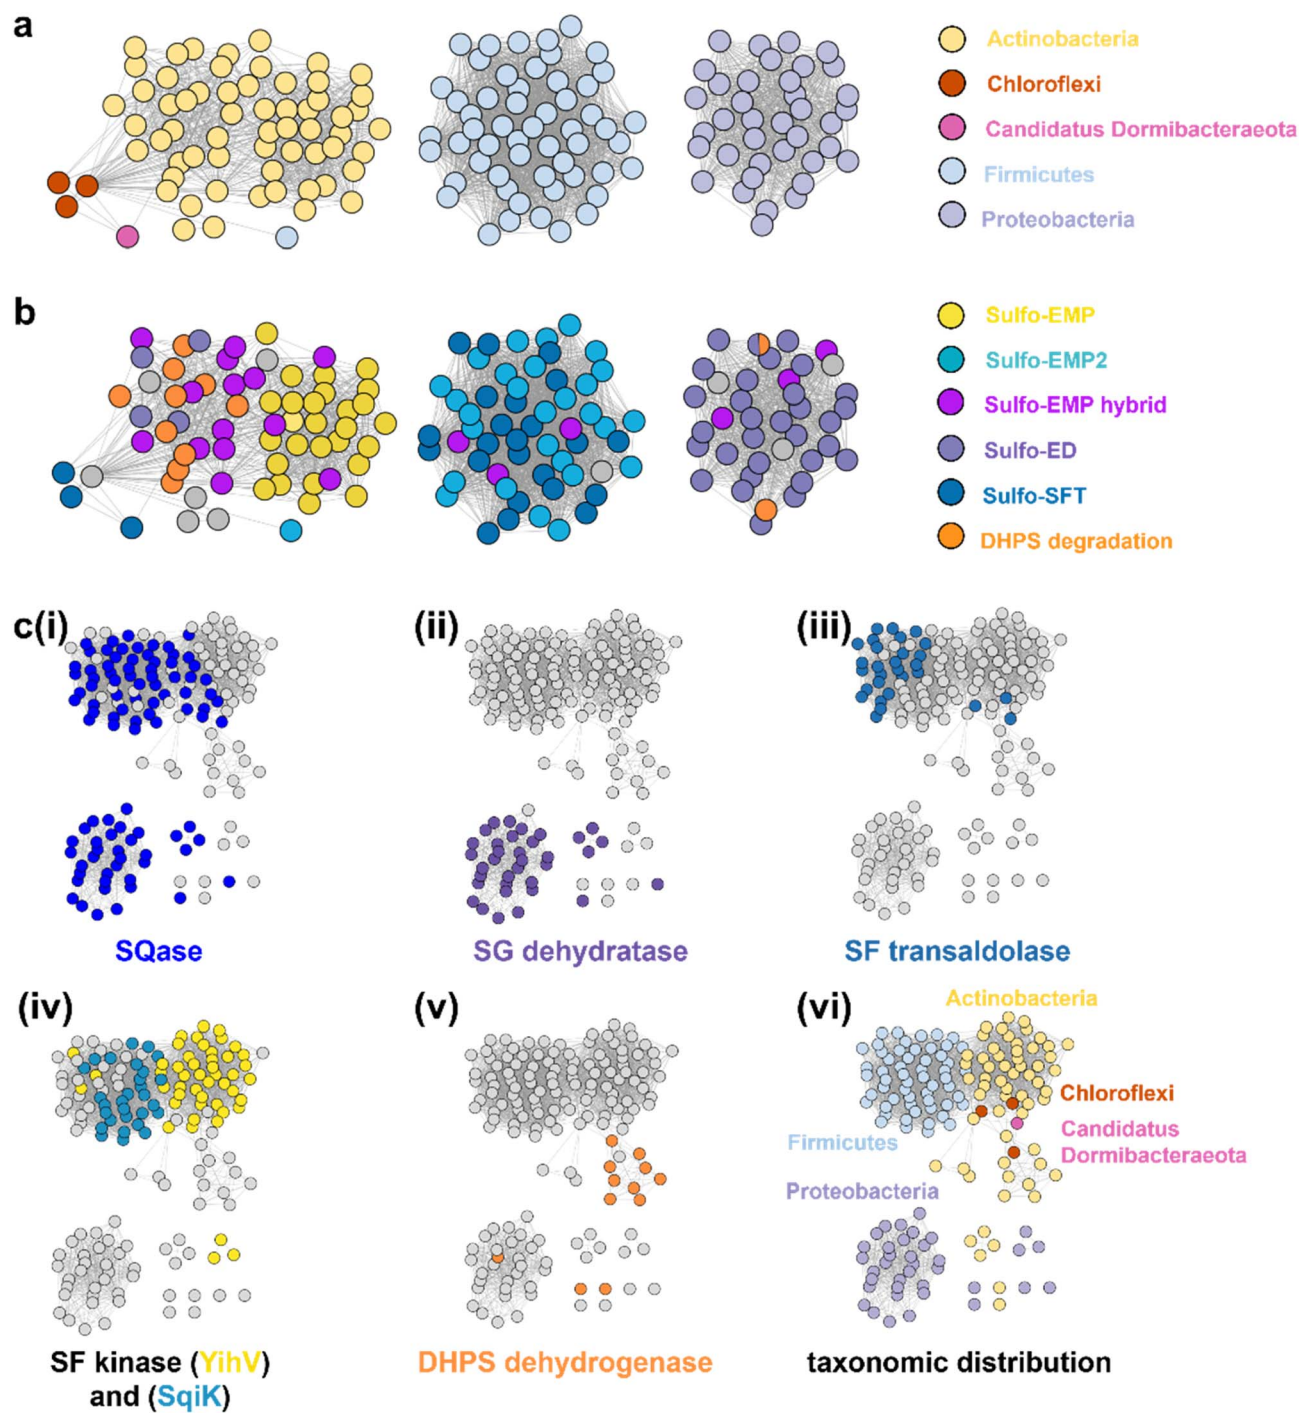 a
Actinobacteria
Chloroflexi
Candidatus Dormibacteraeota
Firmicutes
Proteobacteria
b
Sulfo-EMP
Sulfo-EMP2
Sulfo-EMP hybrid
Sulfo-ED
Sulfo-SFT
DHPS degradation
c(i)
(ii)
(iii)
SQase
SG dehydratase
SF transaldolase
(iv)
(v)
(vi)
Actinobacteria
Chloroflexi
Candidatus
Dormibacteraeota
Firmicutes
Proteobacteria
SF kinase (YihV)
and (SqiK)
DHPS dehydrogenase
taxonomic distribution